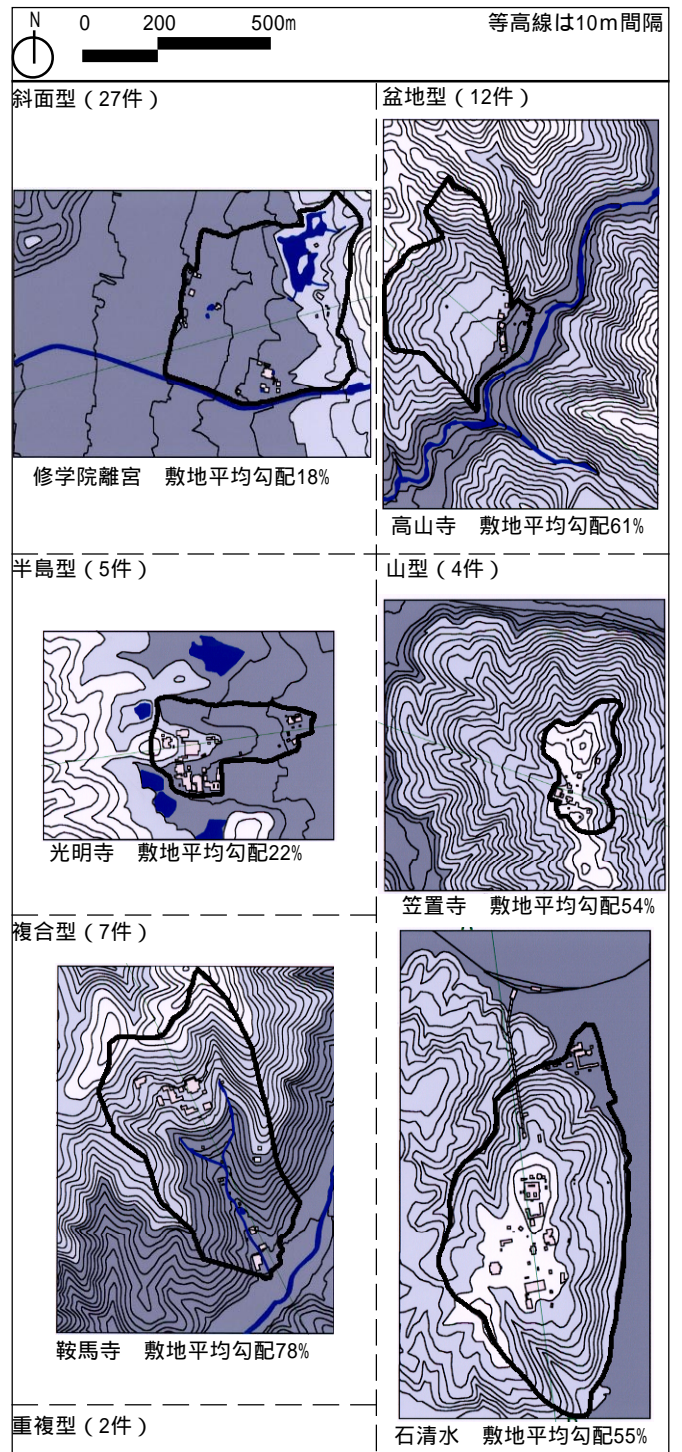 N 0 200 500m 等高線は10m間隔
斜面型（27件）
修学院離宮 敷地平均勾配18%
盆地型（12件）
高山寺 敷地平均勾配61%
半島型（5件）
光明寺 敷地平均勾配22%
山型（4件）
笠置寺 敷地平均勾配54%
複合型（7件）
鞍馬寺 敷地平均勾配78%
石清水 敷地平均勾配55%
重複型（2件）